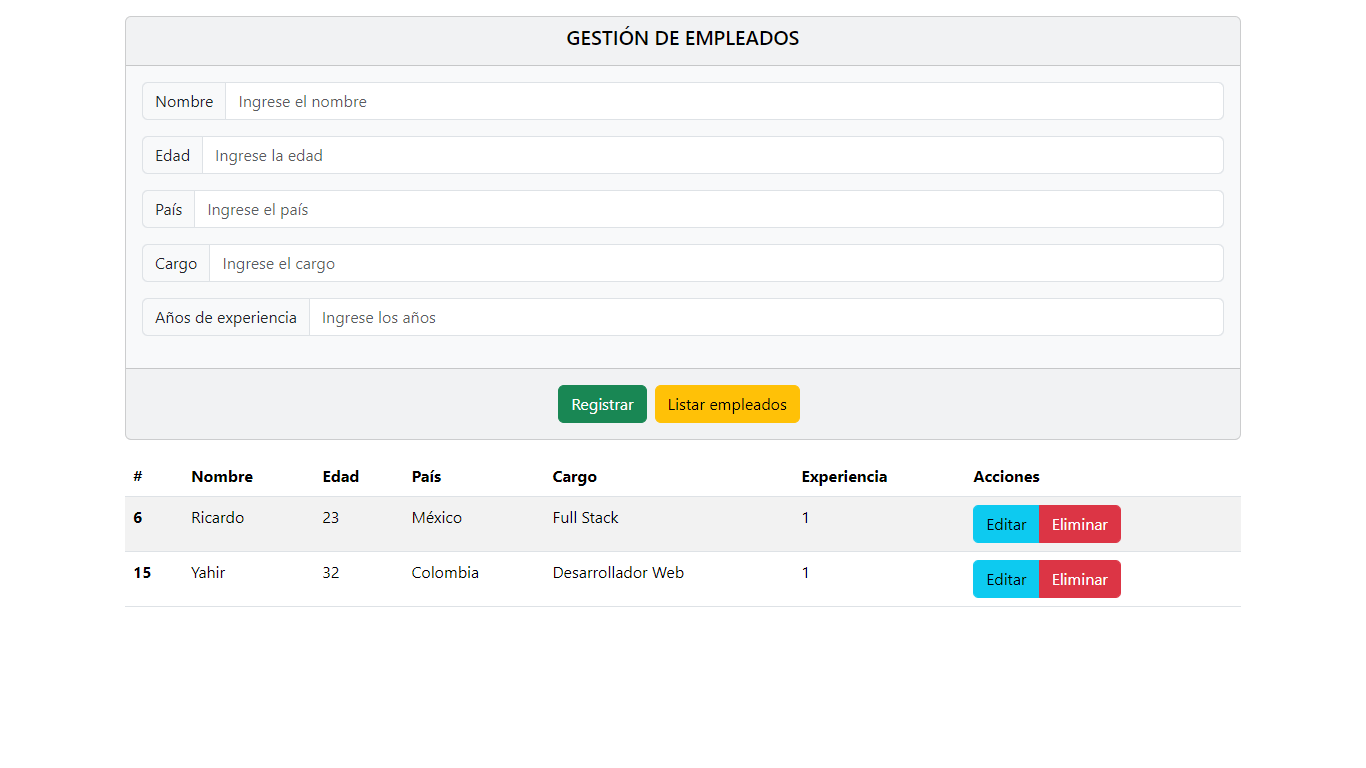 GESTIÓN DE EMPLEADOS
Nombre Ingrese el nombre
Edad Ingrese la edad
País Ingrese el país
Cargo Ingrese el cargo
Años de experiencia Ingrese los años
Registrar Listar empleados
# Nombre Edad País Cargo Experiencia Acciones
6 Ricardo 23 México Full Stack 1 Editar Eliminar
15 Yahir 32 Colombia Desarrollador Web 1 Editar Eliminar